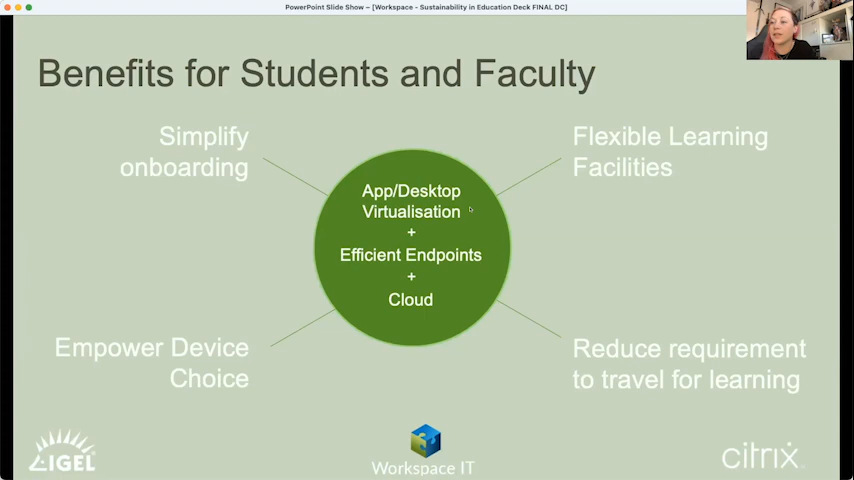 PowerPoint Slide Show – [Workspace - Sustainability in Education Deck FINAL DC]
Benefits for Students and Faculty
Simplify
onboarding
Flexible Learning
Facilities
App/Desktop
Virtualisation
+
Efficient Endpoints
+
Cloud
Empower Device
Choice
Reduce requirement
to travel for learning
IGEL
Workspace IT
citrix